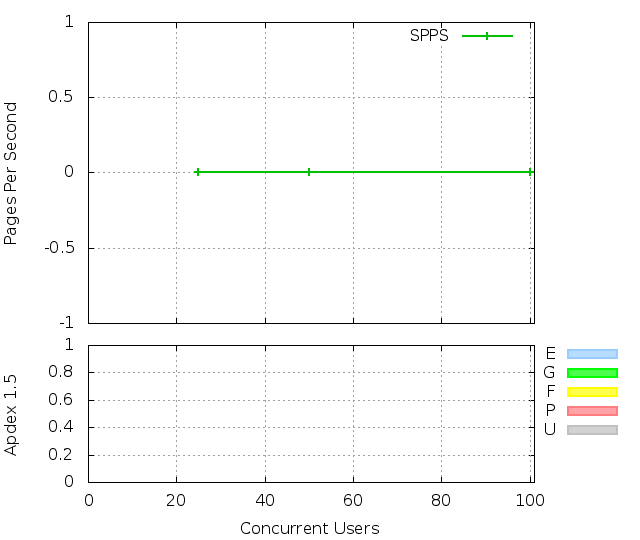 SPPS
1
0.5
0
-0.5
-1
Pages Per Second
1
0.8
0.6
0.4
0.2
0
Apdex 1.5
E
G
F
P
U
0 20 40 60 80 100
Concurrent Users